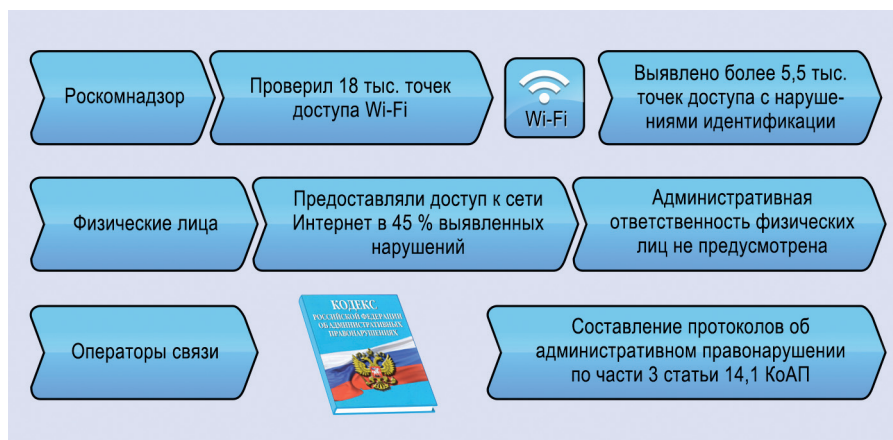 Роскомнадзор
Проверил 18 тыс. точек
доступа Wi-Fi
Wi-Fi
Выявлено более 5,5 тыс.
точек доступа с наруше-
ниями идентификации
Физические лица
Предоставляли доступ к сети
Интернет в 45 % выявленных
нарушений
Административная
ответственность физических
лиц не предусмотрена
Операторы связи
КОДЕКС
РОССИЙСКОЙ ФЕДЕРАЦИИ
ОБ АДМИНИСТРАТИВНЫХ
ПРАВОНАРУШЕНИЯХ
Составление протоколов об
административном правонарушении
по части 3 статьи 14,1 КоАП